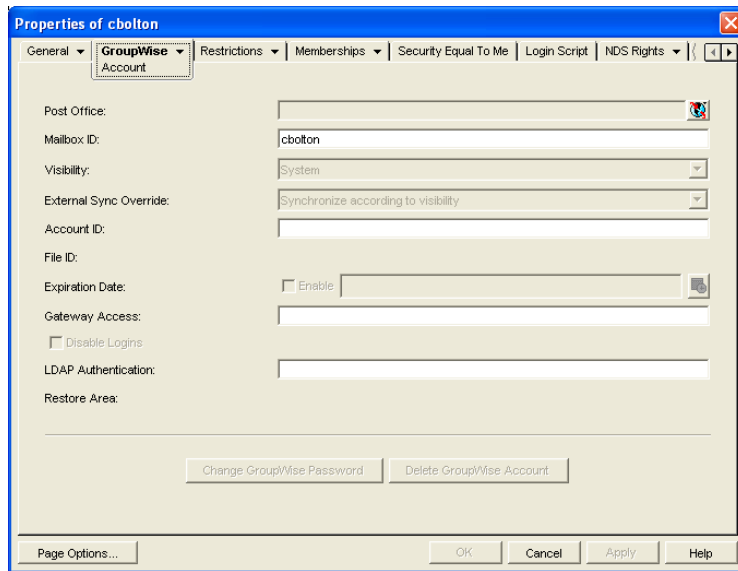 Properties of cbolton
General GroupWise Restrictions Memberships Security Equal To Me Login Script NDS Rights
Account
Post Office:
Mailbox ID: cbolton
Visibility: System
External Sync Override: Synchronize according to visibility
Account ID:
File ID:
Expiration Date: Enable
Gateway Access:
Disable Logins
LDAP Authentication:
Restore Area:
Change GroupWise Password Delete GroupWise Account
Page Options... OK Cancel Apply Help